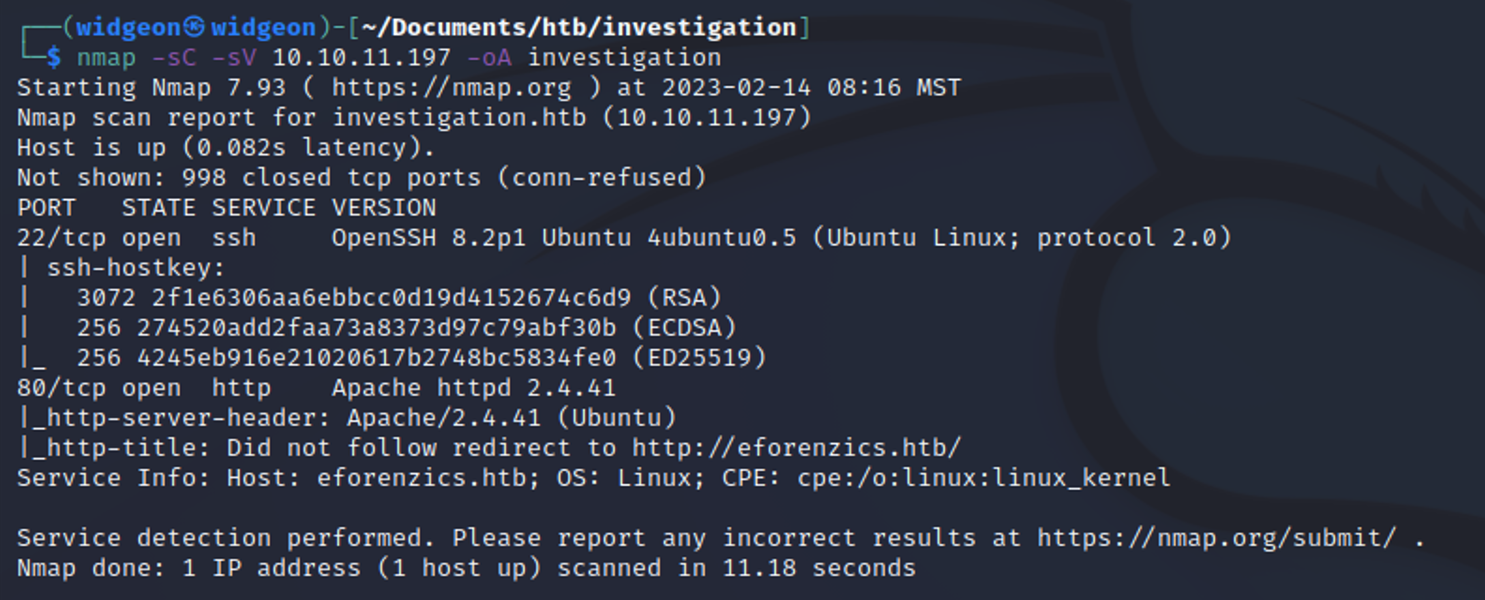 ┌──(widgeon㉿widgeon)-[~/Documents/htb/investigation]
└─$ nmap -sC -sV 10.10.11.197 -oA investigation
Starting Nmap 7.93 ( https://nmap.org ) at 2023-02-14 08:16 MST
Nmap scan report for investigation.htb (10.10.11.197)
Host is up (0.082s latency).
Not shown: 998 closed tcp ports (conn-refused)
PORT   STATE SERVICE VERSION
22/tcp open  ssh     OpenSSH 8.2p1 Ubuntu 4ubuntu0.5 (Ubuntu Linux; protocol 2.0)
| ssh-hostkey:
|   3072 2f1e6306aa6ebbcc0d19d4152674c6d9 (RSA)
|   256 274520add2faa73a8373d97c79abf30b (ECDSA)
|_  256 4245eb916e21020617b2748bc5834fe0 (ED25519)
80/tcp open  http    Apache httpd 2.4.41
|_http-server-header: Apache/2.4.41 (Ubuntu)
|_http-title: Did not follow redirect to http://eforenzics.htb/
Service Info: Host: eforenzics.htb; OS: Linux; CPE: cpe:/o:linux:linux_kernel
Service detection performed. Please report any incorrect results at https://nmap.org/submit/ .
Nmap done: 1 IP address (1 host up) scanned in 11.18 seconds